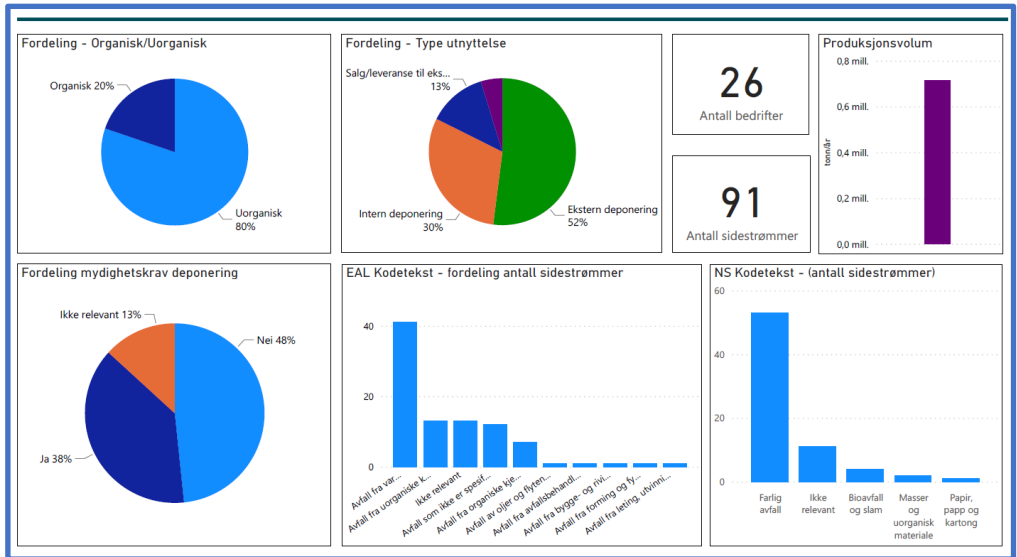 Fordeling - Organisk/Uorganisk
Organisk 20%
Uorganisk
80%
Fordeling - Type utnyttelse
Salg/leveranse til eks...
13%
Intern deponering
30%
Ekstern deponering
52%
26
Antall bedrifter
91
Antall sidestrømmer
Produksjonsvolum
tonn/år
0,8 mill.
0,6 mill.
0,4 mill.
0,2 mill.
0,0 mill.
Fordeling mydighetskrav deponering
Ikke relevant 13%
Nei 48%
Ja 38%
EAL Kodetekst - fordeling antall sidestrømmer
40
20
0
Avfall fra var...
Avfall fra uorganiske k...
Ikke relevant
Avfall som ikke er spesif...
Avfall fra organiske kje...
Avfall av oljer og flyten...
Avfall fra avfallsbehandl...
Avfall fra bygge- og rivi...
Avfall fra forming og fy...
Avfall fra leting, utvinni...
NS Kodetekst - (antall sidestrømmer)
60
40
20
0
Farlig
avfall
Ikke
relevant
Bioavfall
og slam
Masser
og
uorganisk
materiale
Papir,
papp og
kartong